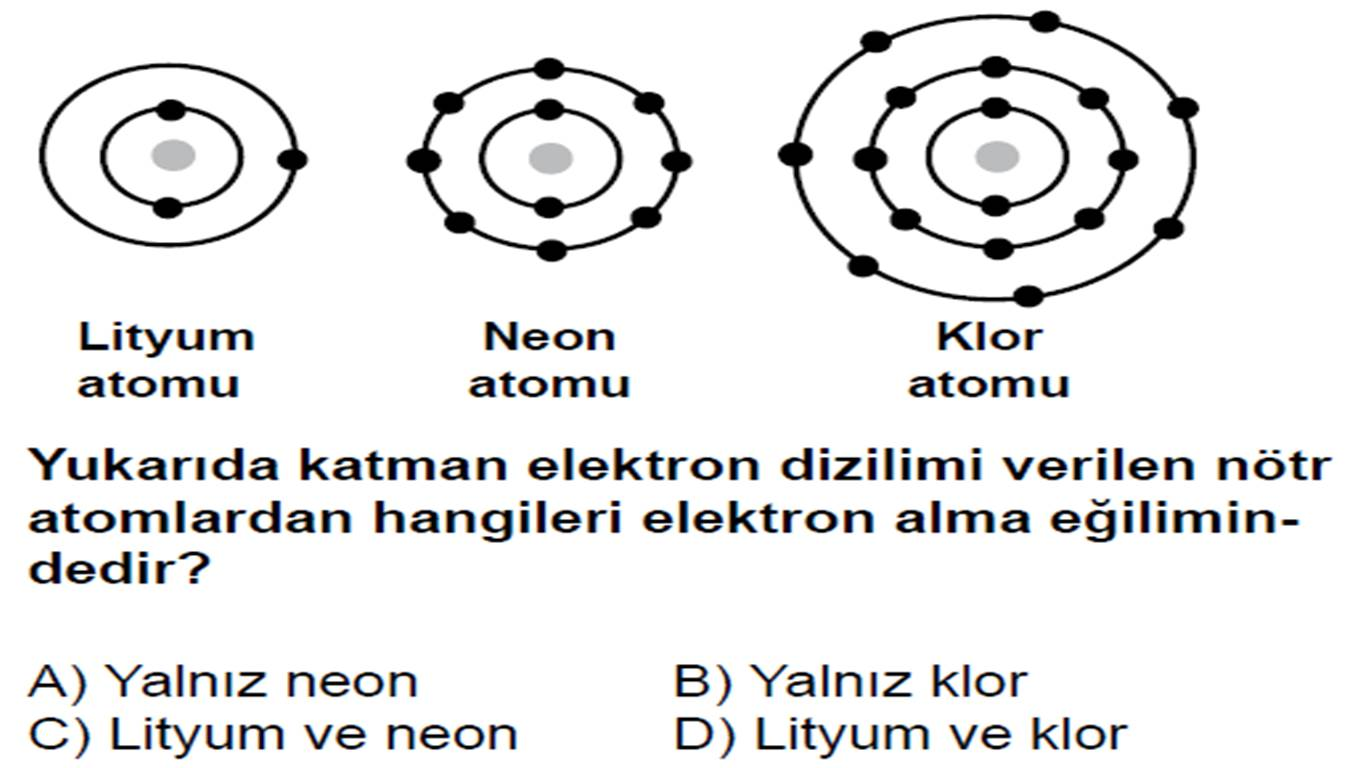 Lityum atomu
Neon atomu
Klor atomu
Yukarıda katman elektron dizilimi verilen nötr
atomlardan hangileri elektron alma eğilimin-
dedir?
A) Yalnız neon
B) Yalnız klor
C) Lityum ve neon
D) Lityum ve klor